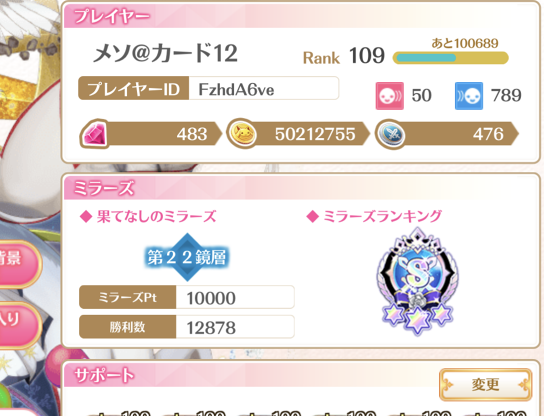 プレイヤー
メソ@カード12
Rank 109
あと100689
プレイヤーID FzhdA6ve
50 789
483 50212755 476
ミラーズ
◆ 果てなしのミラーズ ◆ ミラーズランキング
第２２鏡層
S
ミラーズPt 10000
勝利数 12878
背景
サポート
変更